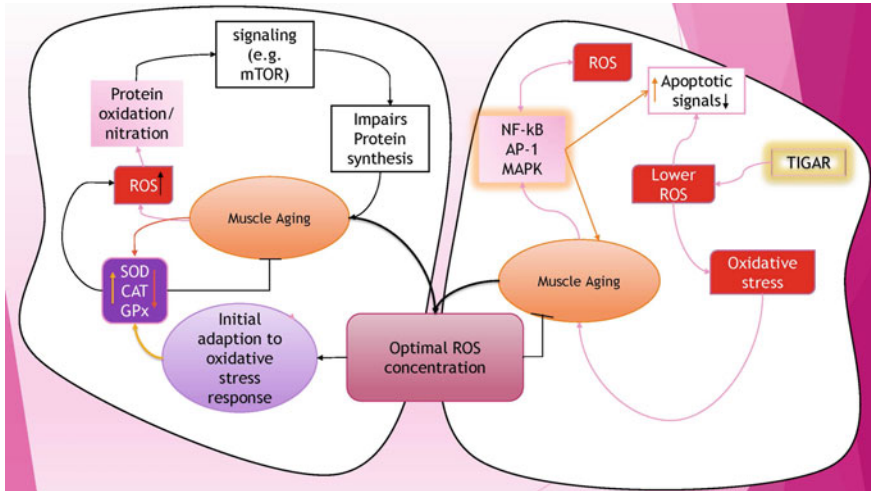 signaling
(e.g.
mTOR)
Protein
oxidation/
nitration
Impairs
Protein
synthesis
ROS
Muscle Aging
SOD
CAT
GPx
Initial
adaption to
oxidative
stress
response
Optimal ROS
concentration
ROS
Apoptotic
signals
NF-kB
AP-1
MAPK
Lower
ROS
TIGAR
Oxidative
stress
Muscle Aging